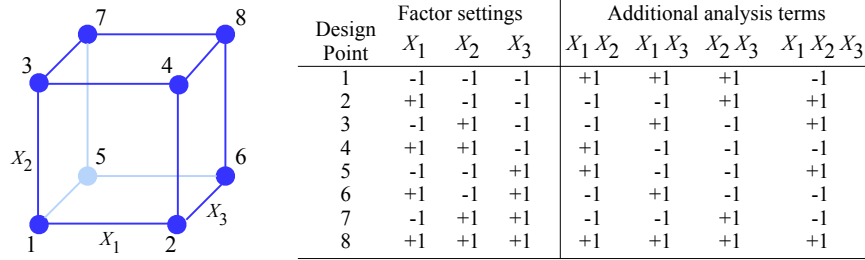 7 8
3 4
X2 5 6
X3
1 X1 2
Factor settings Additional analysis terms
Design Point X1 X2 X3 X1 X2 X1 X3 X2 X3 X1 X2 X3
1 -1 -1 -1 +1 +1 +1 -1
2 +1 -1 -1 -1 -1 +1 +1
3 -1 +1 -1 -1 +1 -1 +1
4 +1 +1 -1 +1 -1 -1 -1
5 -1 -1 +1 +1 -1 -1 +1
6 +1 -1 +1 -1 +1 -1 -1
7 -1 +1 +1 -1 -1 +1 -1
8 +1 +1 +1 +1 +1 +1 +1